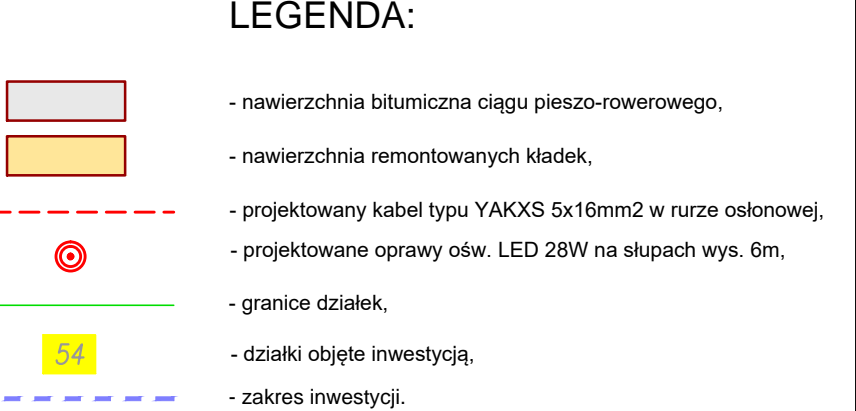 LEGENDA:
- nawierzchnia bitumiczna ciągu pieszo-rowerowego,
- nawierzchnia remontowanych kładek,
- projektowany kabel typu YAKXS 5x16mm2 w rurze osłonowej,
- projektowane oprawy ośw. LED 28W na słupach wys. 6m,
- granice działek,
54 - działki objęte inwestycją,
- zakres inwestycji.